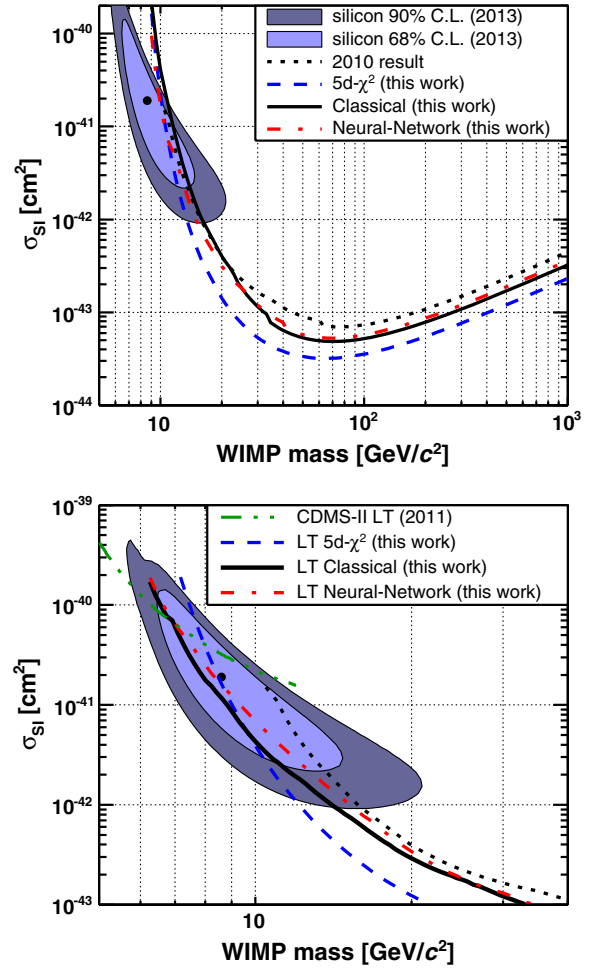 silicon 90% C.L. (2013)
silicon 68% C.L. (2013)
2010 result
5d-χ² (this work)
Classical (this work)
Neural-Network (this work)
σ_SI [cm²]
10⁻⁴⁰
10⁻⁴¹
10⁻⁴²
10⁻⁴³
10⁻⁴⁴
10 10² 10³
WIMP mass [GeV/c²]
CDMS-II LT (2011)
LT 5d-χ² (this work)
LT Classical (this work)
LT Neural-Network (this work)
σ_SI [cm²]
10⁻³⁹
10⁻⁴⁰
10⁻⁴¹
10⁻⁴²
10⁻⁴³
10
WIMP mass [GeV/c²]